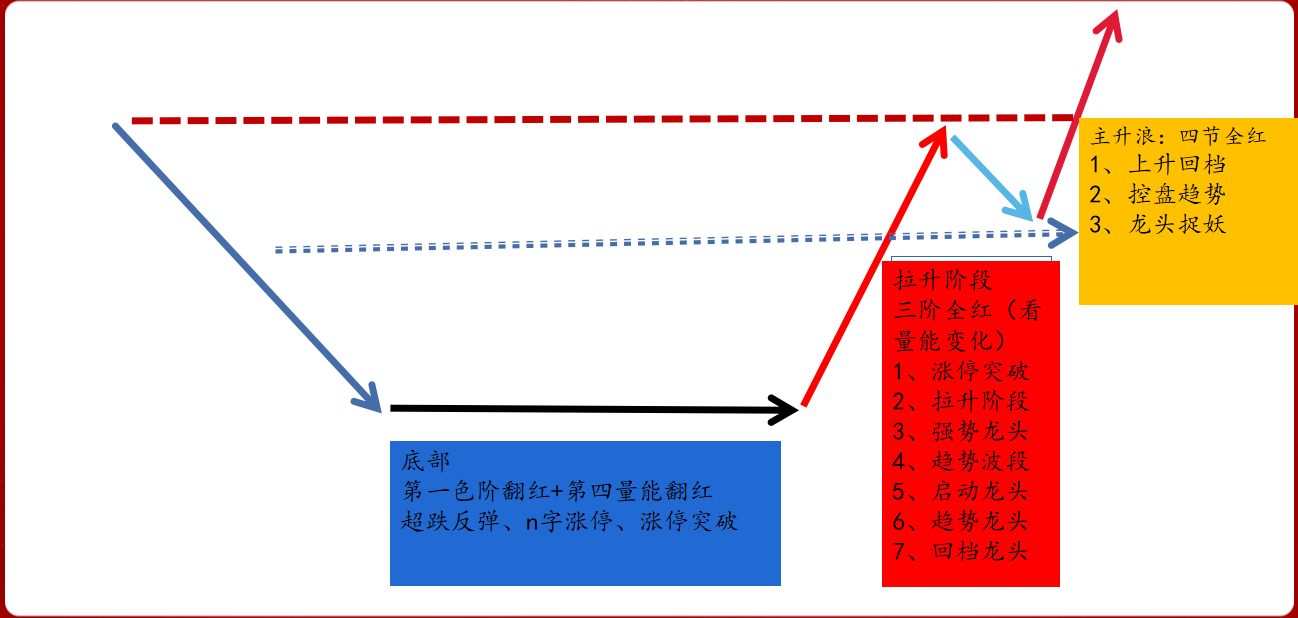 主升浪：四节全红
1、上升回档
2、控盘趋势
3、龙头捉妖
拉升阶段
三阶全红（看
量能变化）
1、涨停突破
2、拉升阶段
3、强势龙头
4、趋势波段
5、启动龙头
6、趋势龙头
7、回档龙头
底部
第一色阶翻红+第四量能翻红
超跌反弹、n字涨停、涨停突破